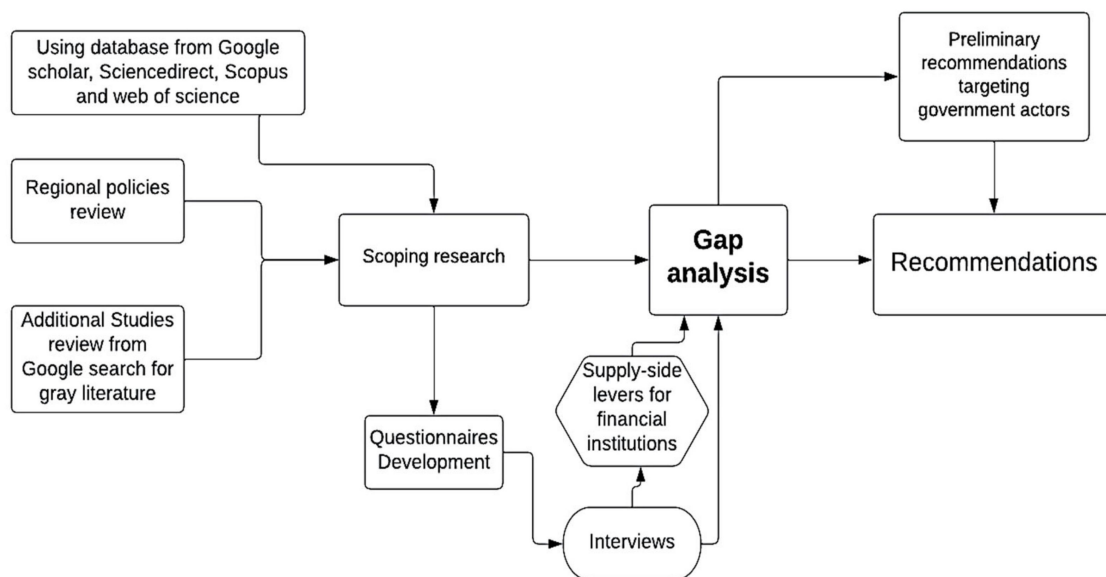 Using database from Google
scholar, Sciencedirect, Scopus
and web of science
Regional policies
review
Additional Studies
review from
Google search for
gray literature
Scoping research
Questionnaires
Development
Interviews
Supply-side
levers for
financial
institutions
Gap
analysis
Preliminary
recommendations
targeting
government actors
Recommendations